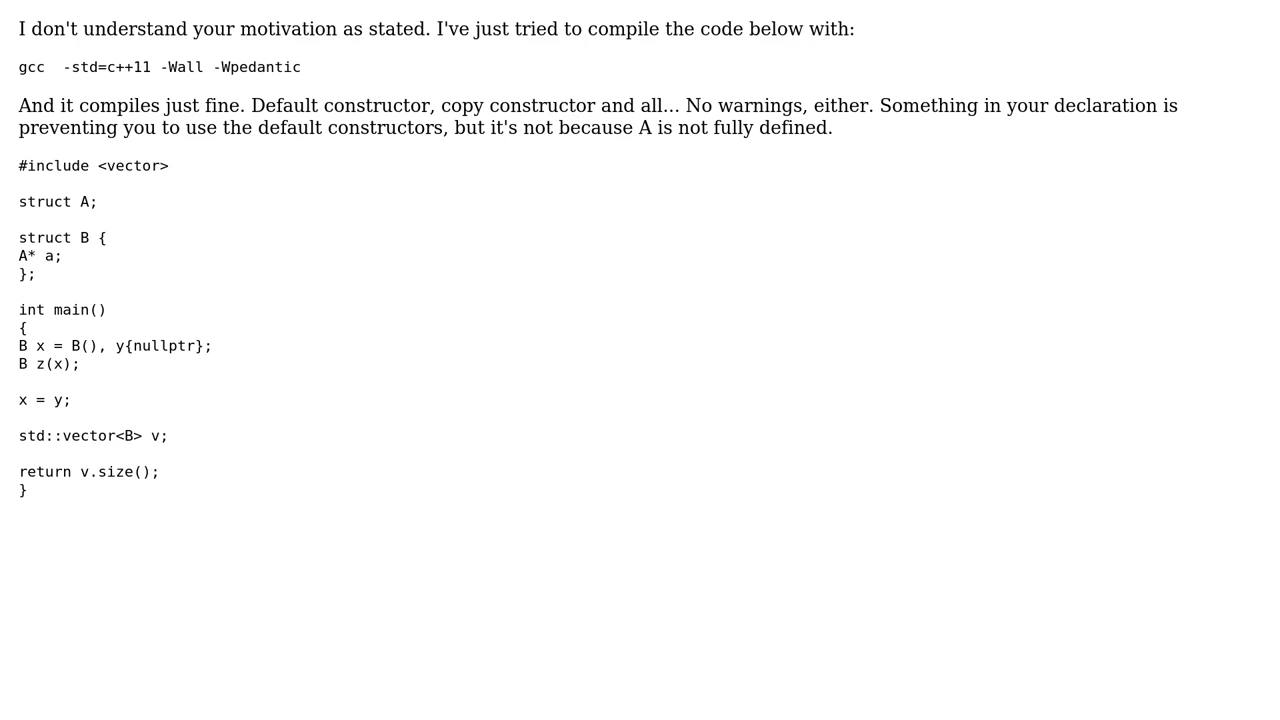 I don't understand your motivation as stated. I've just tried to compile the code below with:
gcc  -std=c++11 -Wall -Wpedantic
And it compiles just fine. Default constructor, copy constructor and all... No warnings, either. Something in your declaration is
preventing you to use the default constructors, but it's not because A is not fully defined.
#include <vector>
struct A;
struct B {
A* a;
};
int main()
{
B x = B(), y{nullptr};
B z(x);
x = y;
std::vector<B> v;
return v.size();
}